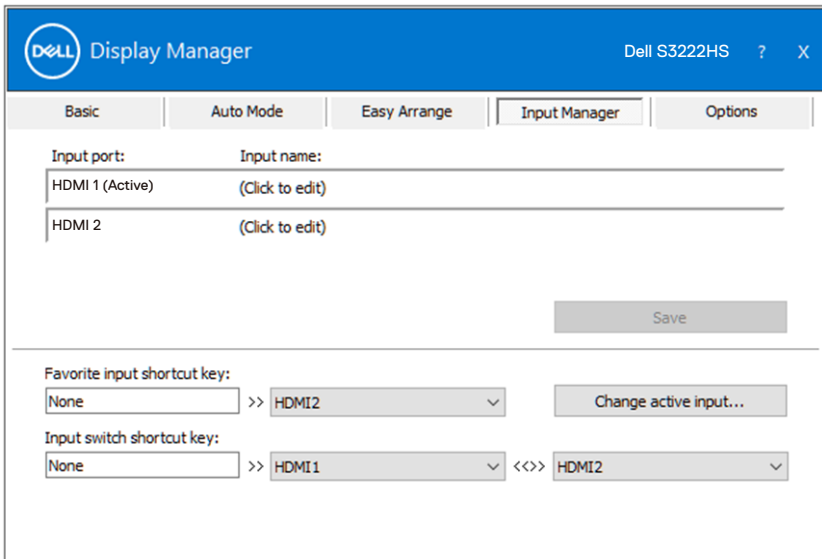 DELL Display Manager Dell S3222HS ? X
Basic Auto Mode Easy Arrange Input Manager Options
Input port: Input name:
HDMI 1 (Active) (Click to edit)
HDMI 2 (Click to edit)
Save
Favorite input shortcut key:
None >> HDMI2 Change active input...
Input switch shortcut key:
None >> HDMI1 <<>> HDMI2